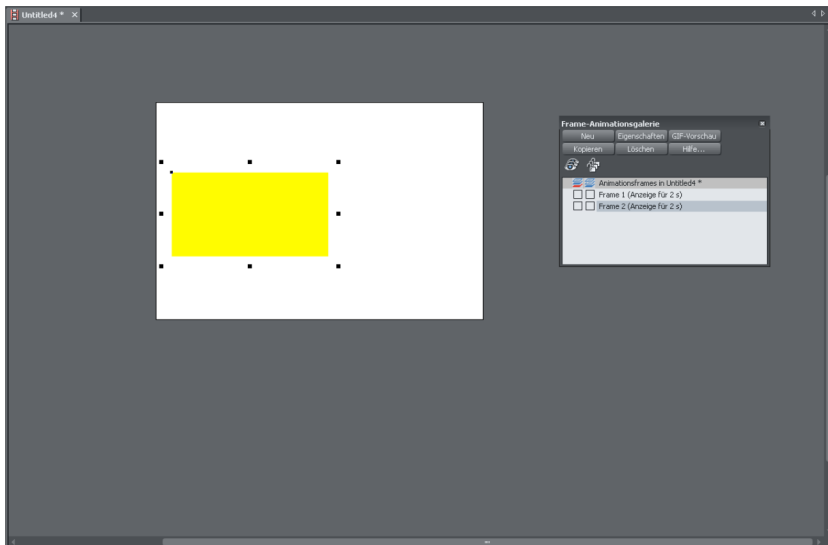 Untitled4 *
Frame-Animationsgalerie
Neu Eigenschaften GIF-Vorschau
Kopieren Löschen Hilfe...
Animationsframes in Untitled4 *
Frame 1 (Anzeige für 2 s)
Frame 2 (Anzeige für 2 s)